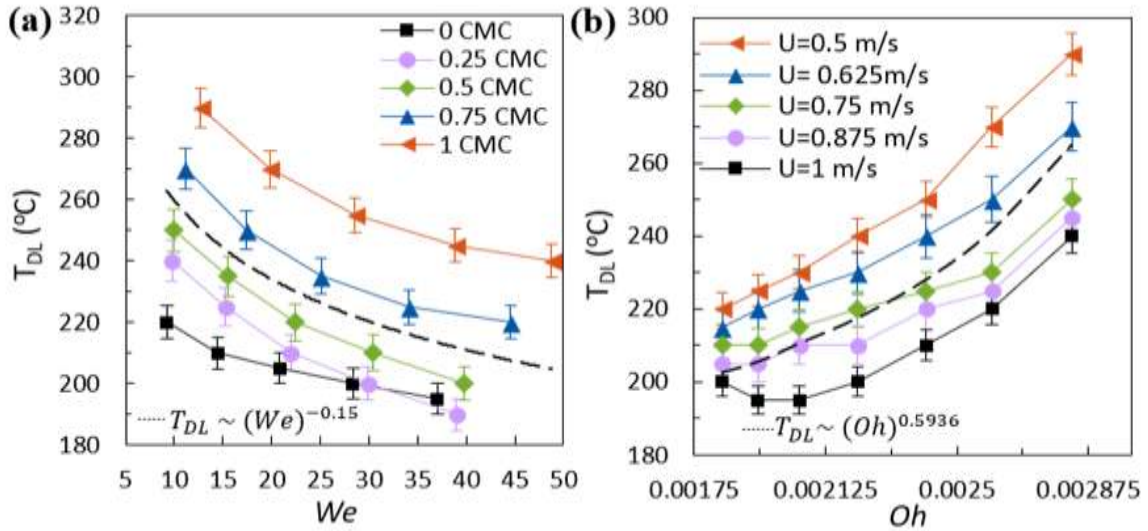 (a)
320
300
280
260
240
220
200
180
T_DL (°C)
0 CMC
0.25 CMC
0.5 CMC
0.75 CMC
1 CMC
T_DL ~ (We)^−0.15
5 10 15 20 25 30 35 40 45 50
We
(b)
300
280
260
240
220
200
180
T_DL (°C)
U=0.5 m/s
U= 0.625m/s
U=0.75 m/s
U=0.875 m/s
U=1 m/s
T_DL~ (Oh)^0.5936
0.00175 0.002125 0.0025 0.002875
Oh